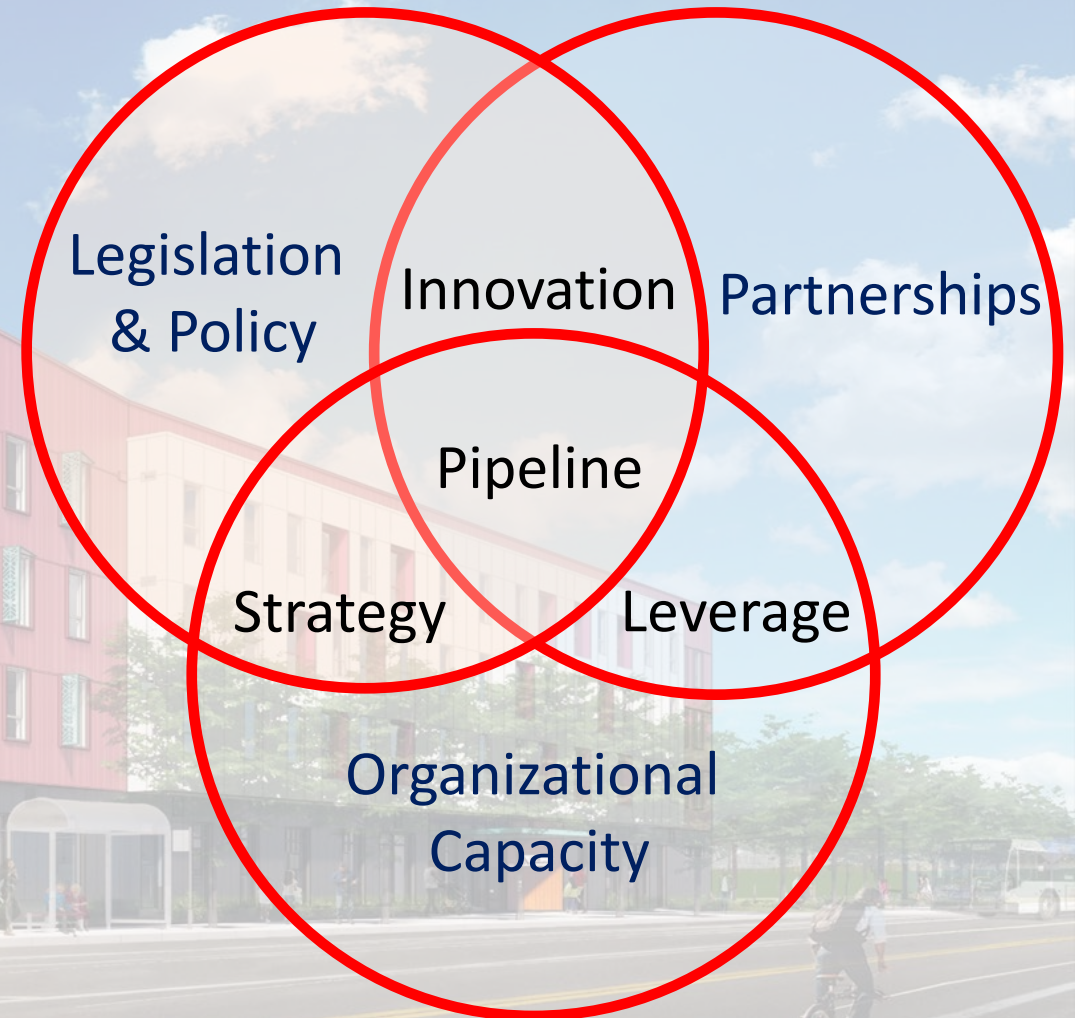 Legislation
& Policy
Innovation
Partnerships
Pipeline
Strategy
Leverage
Organizational
Capacity